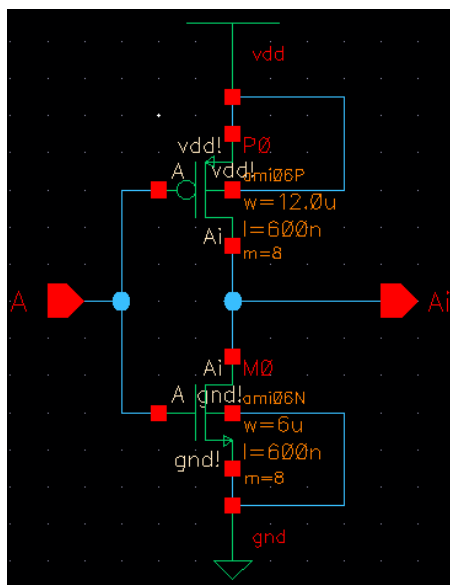 vdd
vdd! P0
A vdd! ami06P
w=12.0u
Ai l=600n
m=8
A Ai
Ai M0
A gnd! ami06N
w=6u
gnd! l=600n
m=8
gnd